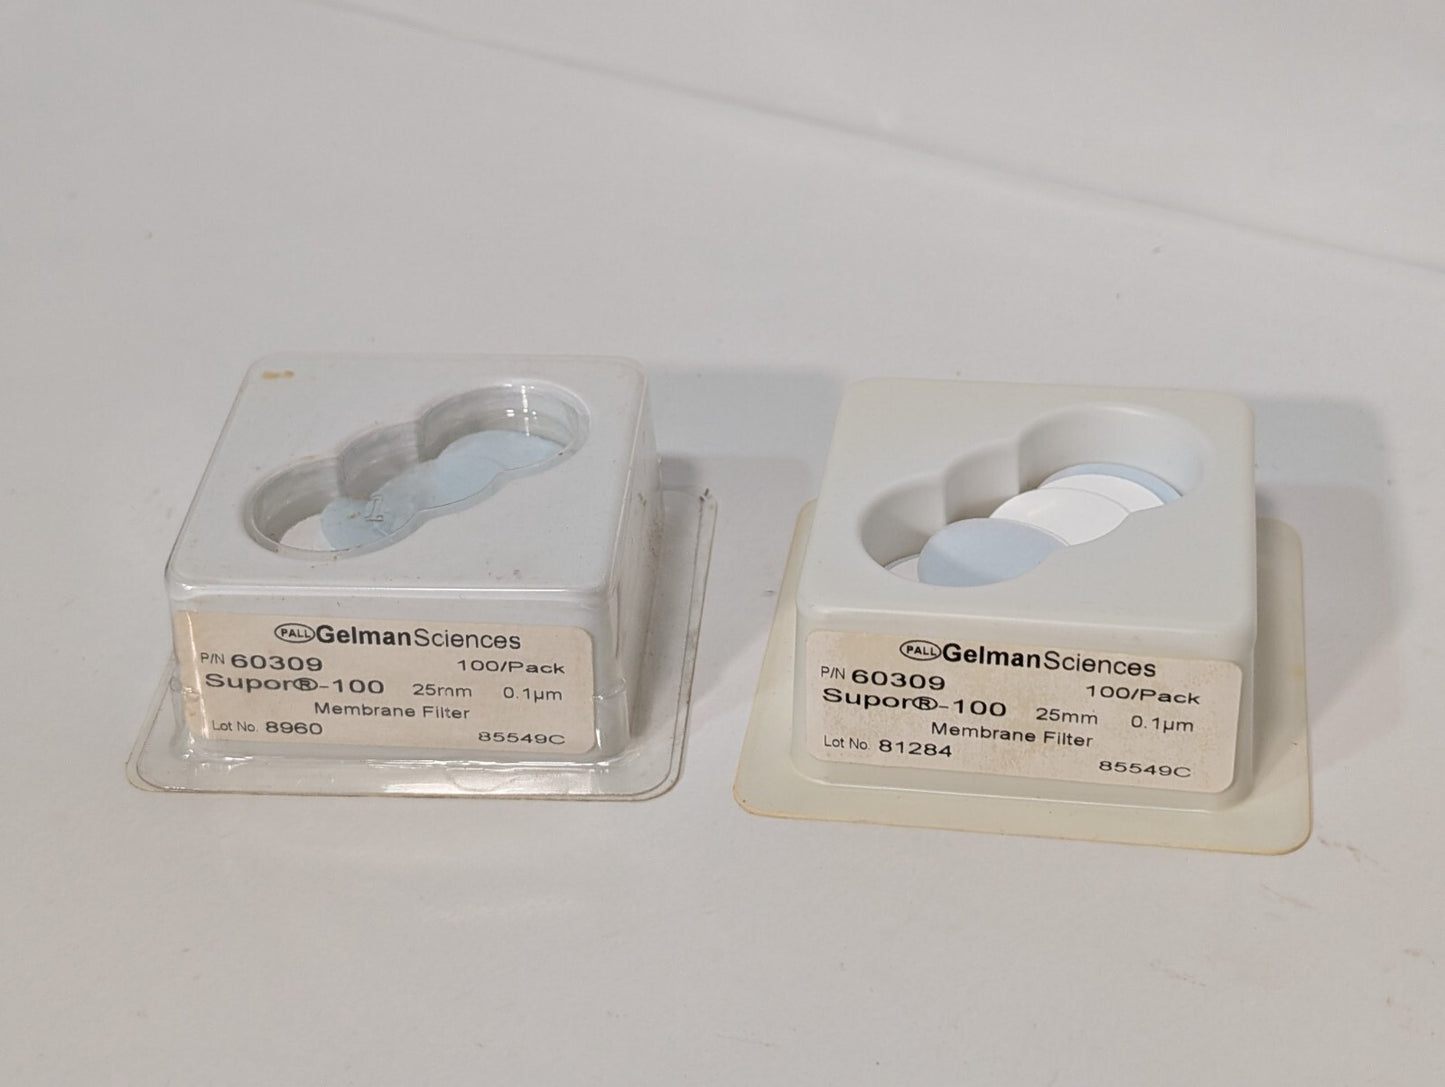 PALL GelmanSciences
P/N 60309 100/Pack
Supor®-100 25mm 0.1µm
Membrane Filter
Lot No. 8960 85549C
PALL GelmanSciences
P/N 60309 100/Pack
Supor®-100 25mm 0.1µm
Membrane Filter
Lot No. 81284 85549C